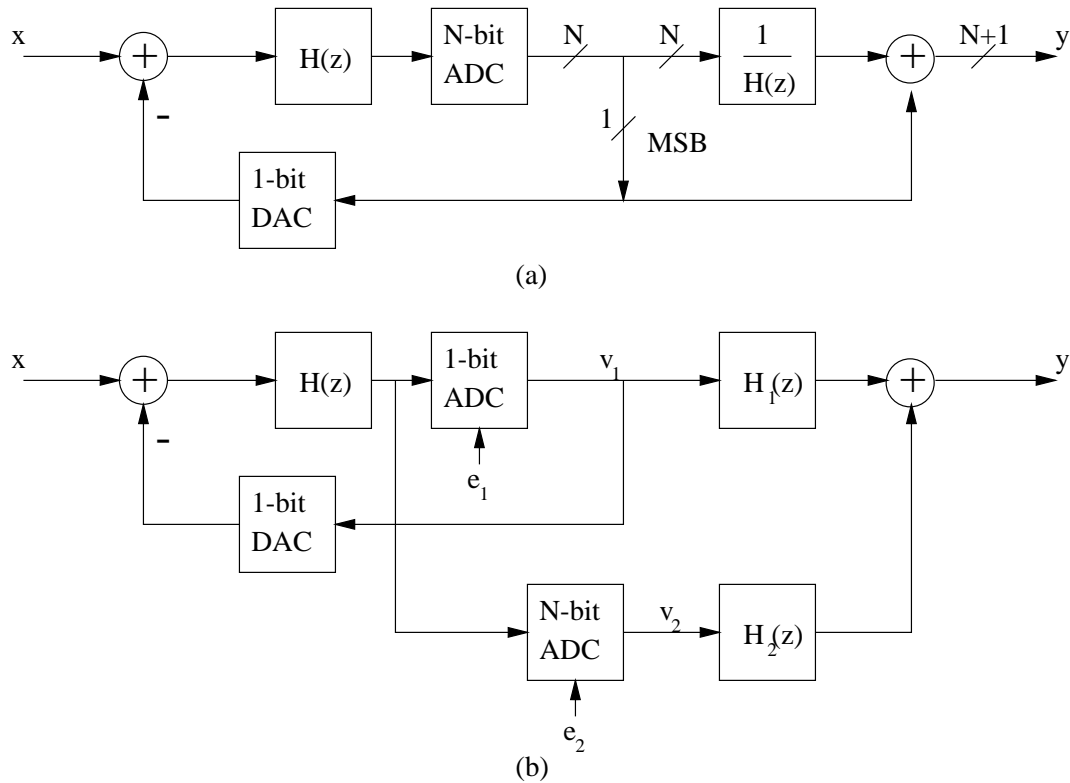 x
+
H(z)
N-bit
ADC
N
N
1
H(z)
+
N+1
y
-
1
MSB
1-bit
DAC
(a)
x
+
H(z)
1-bit
ADC
v1
H1(z)
+
y
-
e1
1-bit
DAC
N-bit
ADC
v2
H2(z)
e2
(b)